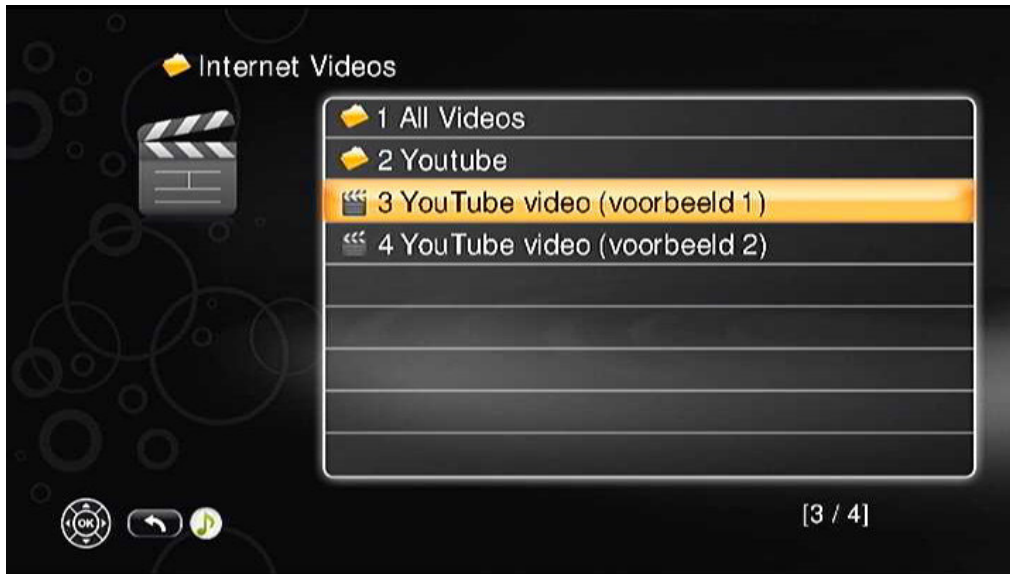 Internet Videos
1 All Videos
2 Youtube
3 YouTube video (voorbeeld 1)
4 YouTube video (voorbeeld 2)
OK
[3 / 4]